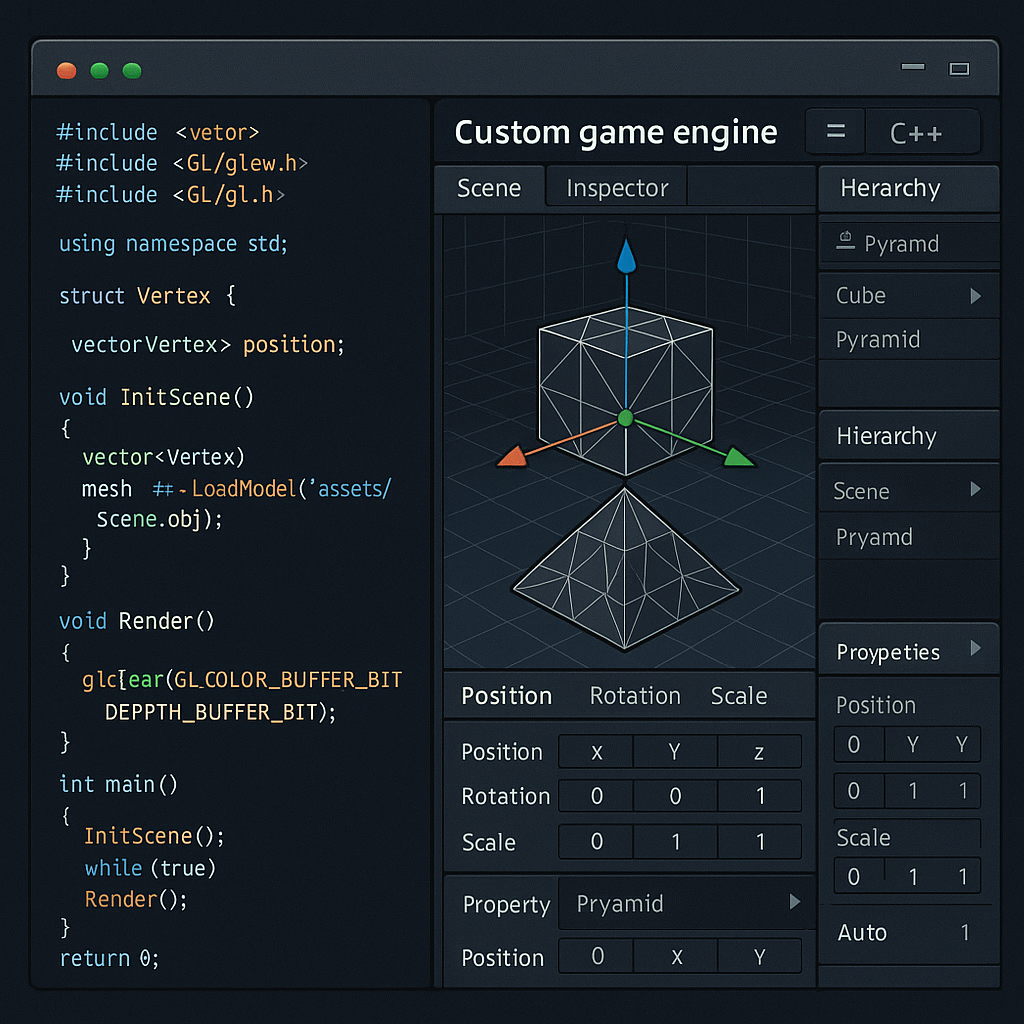 #include <vetor>
#include <GL/glew.h>
#include <GL/gl.h>
using namespace std;
struct Vertex {
vectorVertex> position;
void InitScene()
{
vector<Vertex)
mesh ⧺-LoadModel('assets/
Scene.obj);
}
}
void Render()
{
glc[ear(GL_COLOR_BUFFER_BIT
DEPPTH_BUFFER_BIT);
}
int main()
{
InitScene();
while (true)
Render();
}
return 0;
Custom game engine
= C++
Scene Inspector
Position Rotation Scale
Position X Y z
Rotation 0 0 1
Scale 0 1 1
Property Pryamid
Position 0 X Y
Herarchy
Pyramd
Cube
Pyramid
Hierarchy
Scene
Pryamd
Proypeties
Position
0 Y Y
0 1 1
Scale
0 1 1
Auto 1